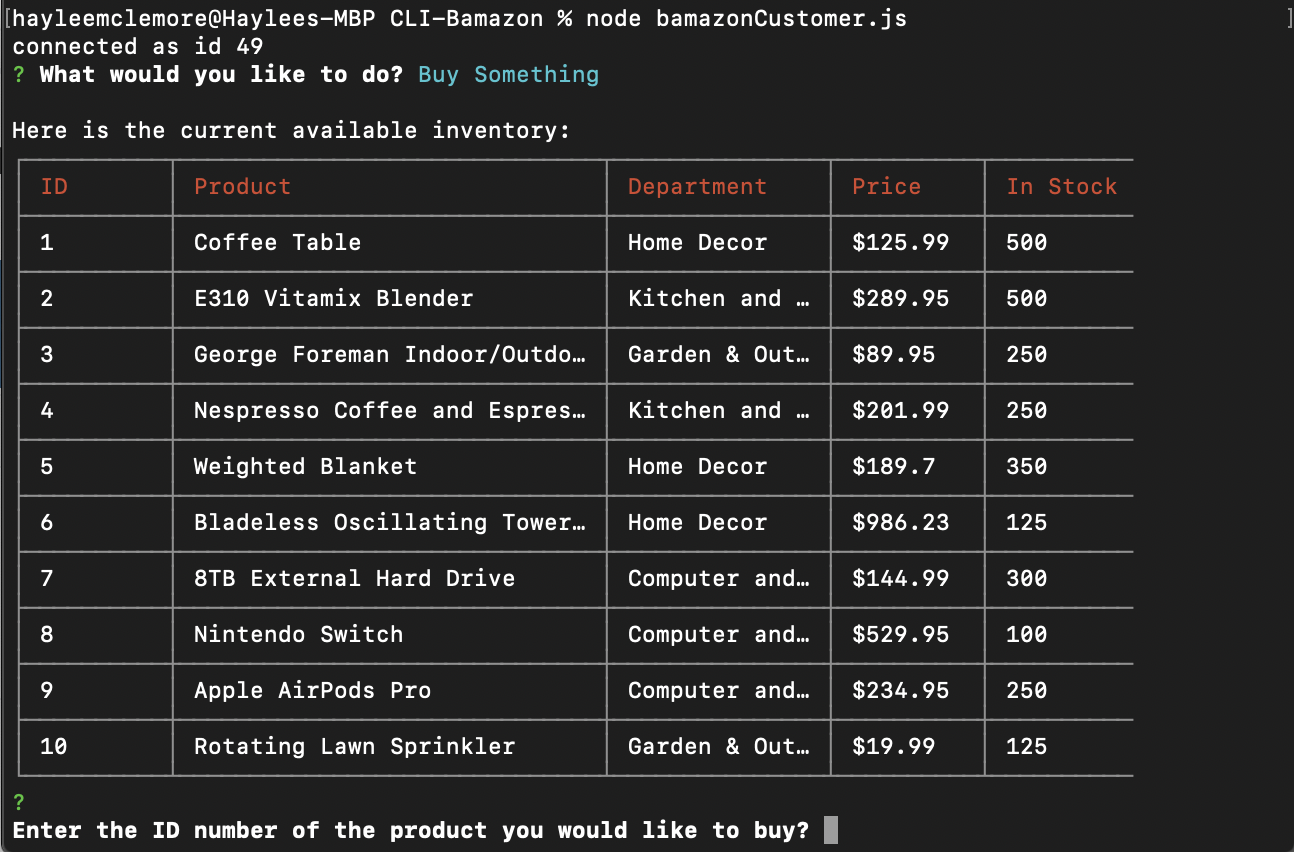 [hayleemclemore@Haylees-MBP CLI-Bamazon % node bamazonCustomer.js ]
connected as id 49
? What would you like to do? Buy Something
Here is the current available inventory:
ID Product Department Price In Stock
1 Coffee Table Home Decor $125.99 500
2 E310 Vitamix Blender Kitchen and … $289.95 500
3 George Foreman Indoor/Outdo… Garden & Out… $89.95 250
4 Nespresso Coffee and Espres… Kitchen and … $201.99 250
5 Weighted Blanket Home Decor $189.7 350
6 Bladeless Oscillating Tower… Home Decor $986.23 125
7 8TB External Hard Drive Computer and… $144.99 300
8 Nintendo Switch Computer and… $529.95 100
9 Apple AirPods Pro Computer and… $234.95 250
10 Rotating Lawn Sprinkler Garden & Out… $19.99 125
?
Enter the ID number of the product you would like to buy?